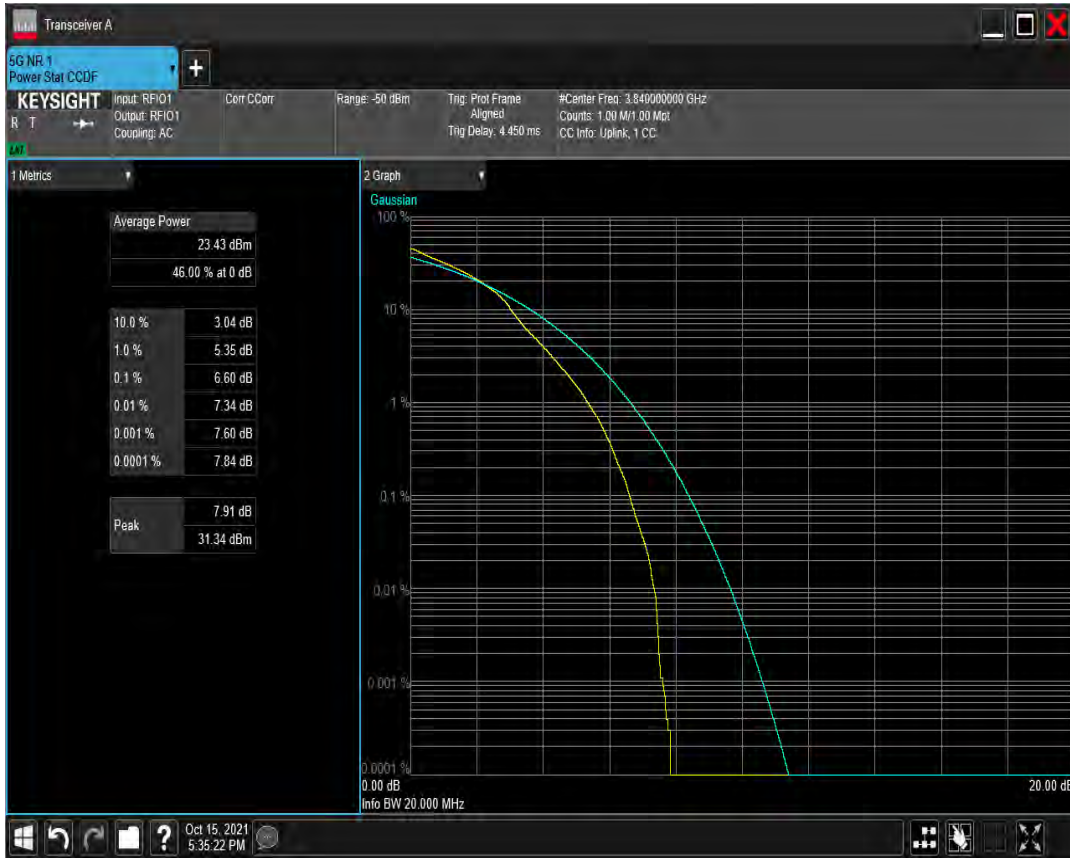 Transceiver A
5G NR 1
Power Stat CCDF
+
KEYSIGHT
R T
LXI
Input: RFIO1
Output: RFIO1
Coupling: AC
Corr CCorr
Range: -50 dBm
Trig: Prot Frame
Aligned
Trig Delay: 4.450 ms
#Center Freq: 3.840000000 GHz
Counts: 1.00 M/1.00 Mpt
CC Info: Uplink, 1 CC
1 Metrics
Average Power
23.43 dBm
46.00 % at 0 dB
10.0 % 3.04 dB
1.0 % 5.35 dB
0.1 % 6.60 dB
0.01 % 7.34 dB
0.001 % 7.60 dB
0.0001 % 7.84 dB
Peak 7.91 dB
31.34 dBm
2 Graph
Gaussian
100 %
10 %
1 %
0.1 %
0.01 %
0.001 %
0.0001 %
0.00 dB 20.00 dB
Info BW 20.000 MHz
?
Oct 15, 2021
5:35:22 PM